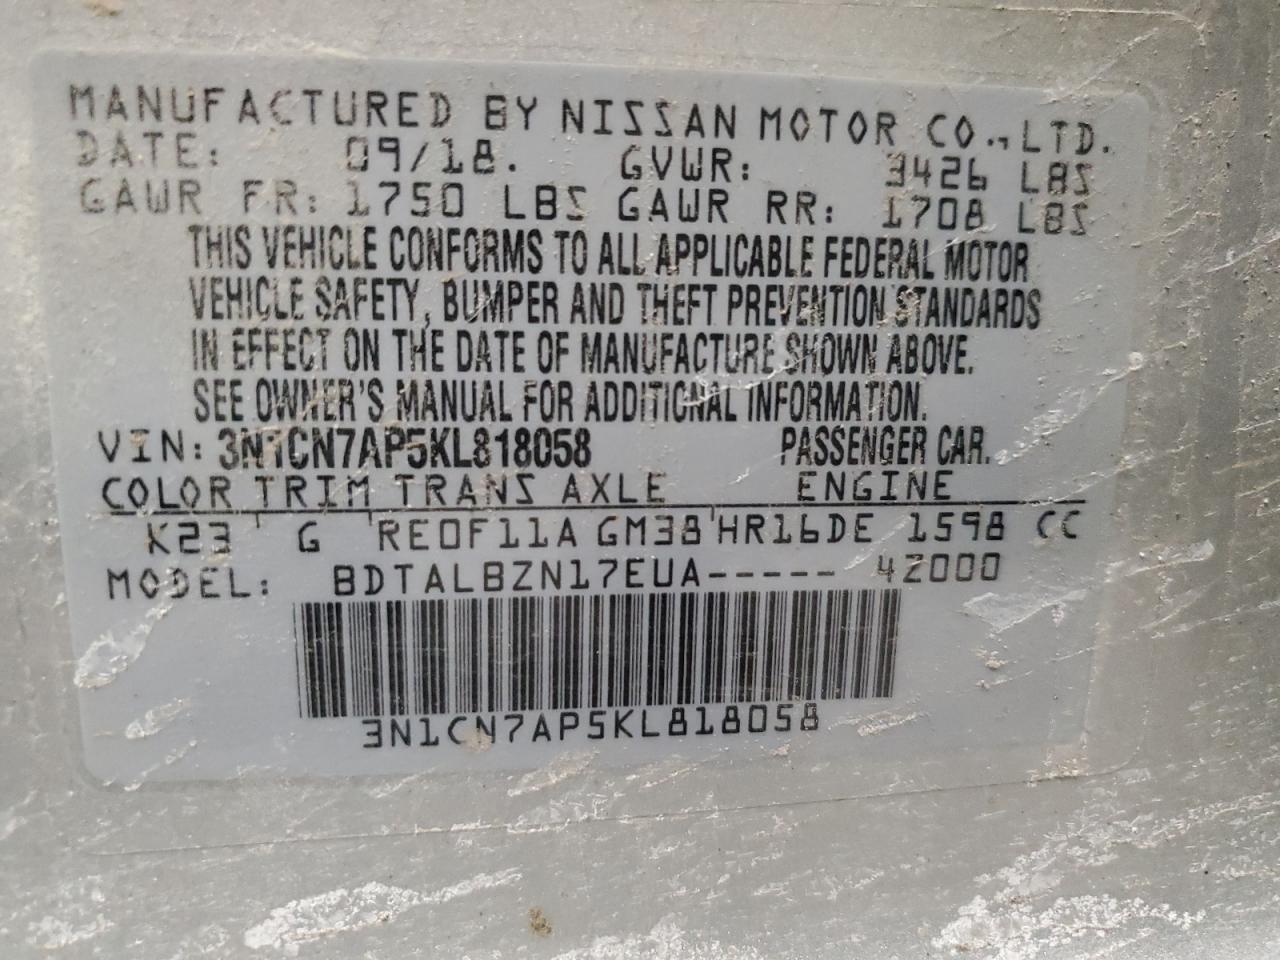 MANUFACTURED BY NISSAN MOTOR CO., LTD.
DATE: 09/18. GVWR: 3426 LBS
GAWR FR: 1750 LBS GAWR RR: 1708 LBS
THIS VEHICLE CONFORMS TO ALL APPLICABLE FEDERAL MOTOR
VEHICLE SAFETY, BUMPER AND THEFT PREVENTION STANDARDS
IN EFFECT ON THE DATE OF MANUFACTURE SHOWN ABOVE.
SEE OWNER'S MANUAL FOR ADDITIONAL INFORMATION.
VIN: 3N1CN7AP5KL818058 PASSENGER CAR.
COLOR TRIM TRANS AXLE ENGINE
K23 G RE0F11A GM38 HR16DE 1598 CC
MODEL: BDTALBZN17EUA----- 42000
3N1CN7AP5KL818058